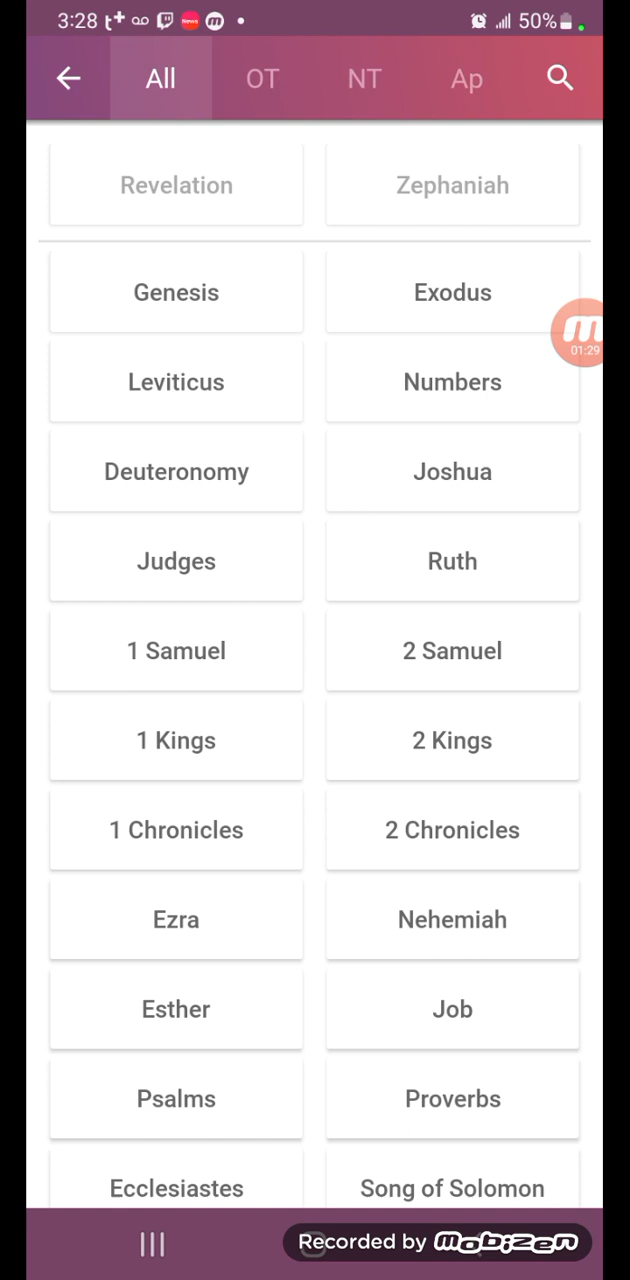 3:28 News m 50%
All OT NT Ap
Revelation Zephaniah
Genesis Exodus
m
01:29
Leviticus Numbers
Deuteronomy Joshua
Judges Ruth
1 Samuel 2 Samuel
1 Kings 2 Kings
1 Chronicles 2 Chronicles
Ezra Nehemiah
Esther Job
Psalms Proverbs
Ecclesiastes Song of Solomon
Recorded by mobizen